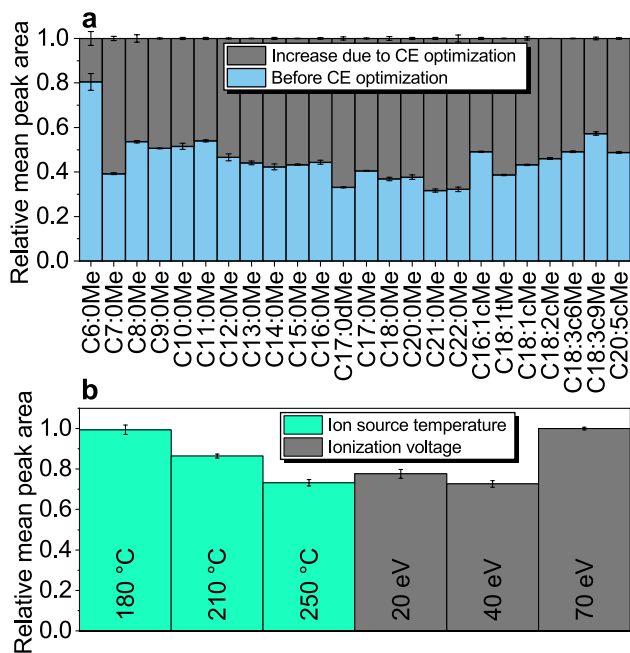 a
Relative mean peak area
1.0
0.8
0.6
0.4
0.2
0.0
Increase due to CE optimization
Before CE optimization
C6:0Me
C7:0Me
C8:0Me
C9:0Me
C10:0Me
C11:0Me
C12:0Me
C13:0Me
C14:0Me
C15:0Me
C16:0Me
C17:0dMe
C17:0Me
C18:0Me
C20:0Me
C21:0Me
C22:0Me
C16:1cMe
C18:1tMe
C18:1cMe
C18:2cMe
C18:3c6Me
C18:3c9Me
C20:5cMe
b
Relative mean peak area
1.0
0.8
0.6
0.4
0.2
0.0
Ion source temperature
Ionization voltage
180 °C
210 °C
250 °C
20 eV
40 eV
70 eV